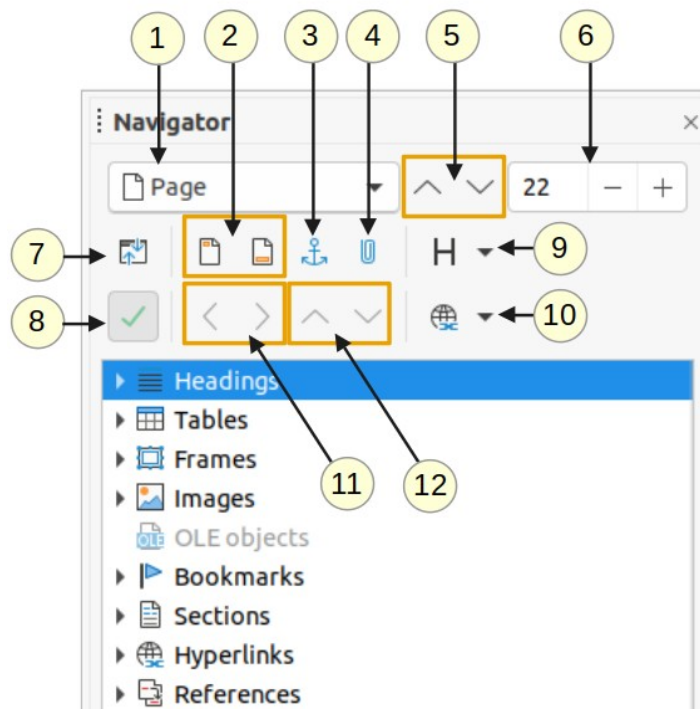 1 2 3 4 5 6
Navigator
Page 22
7 9
8 10
Headings
Tables
Frames
11 12
Images
OLE OLE objects
Bookmarks
Sections
Hyperlinks
References